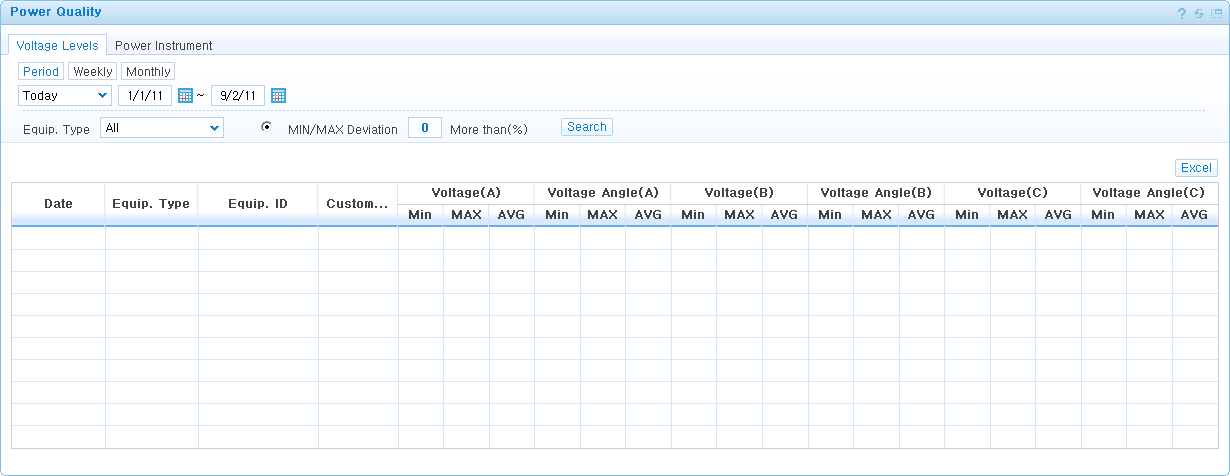 Power Quality
?
Voltage Levels Power Instrument
Period Weekly Monthly
Today 1/1/11 ~ 9/2/11
Equip. Type All MIN/MAX Deviation 0 More than(%) Search
Excel
Date Equip. Type Equip. ID Custom... Voltage(A) Voltage Angle(A) Voltage(B) Voltage Angle(B) Voltage(C) Voltage Angle(C)
Min MAX AVG Min MAX AVG Min MAX AVG Min MAX AVG Min MAX AVG Min MAX AVG